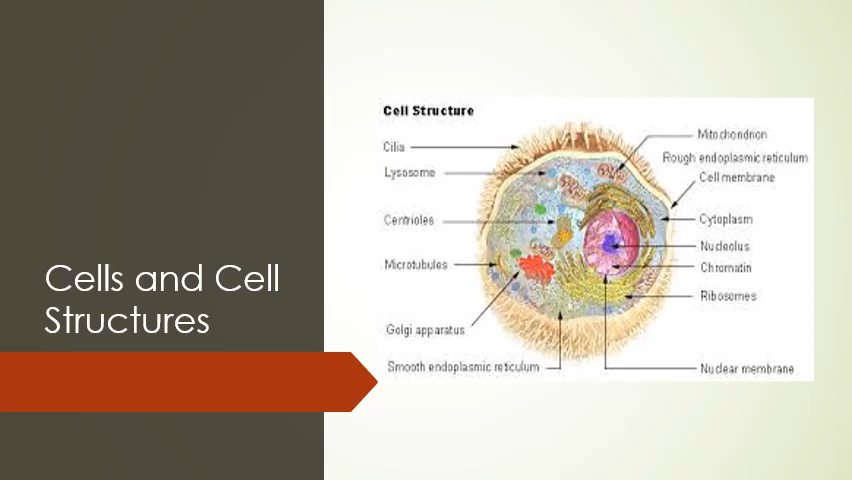 Cells and Cell
Structures
Cell Structure
Cilia
Lysosome
Centrioles
Microtubules
Golgi apparatus
Smooth endoplasmic reticulum
Mitochondrion
Rough endoplasmic reticulum
Cell membrane
Cytoplasm
Nucleolus
Chromatin
Ribosomes
Nuclear membrane